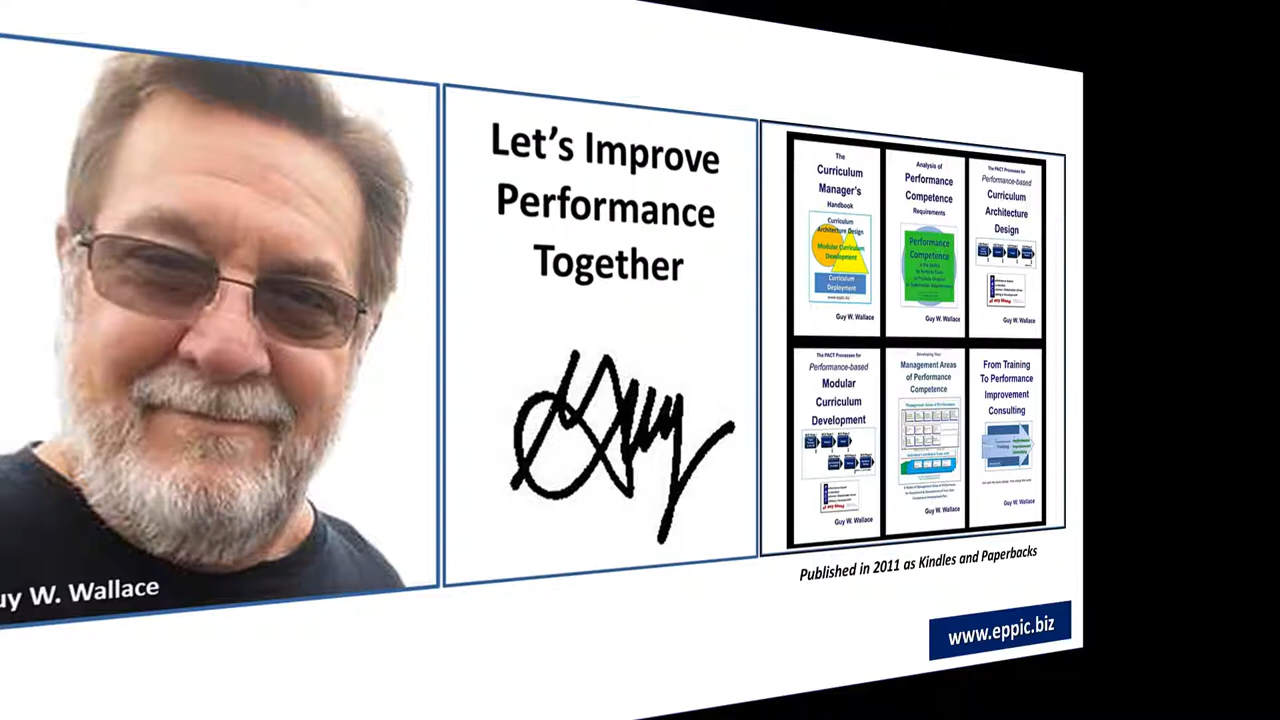 uy W. Wallace
Let's Improve
Performance
Together
Guy
The
Curriculum
Manager's
Handbook
Curriculum
Architecture Design
Modular Curriculum
Development
Curriculum
Deployment
www.eppic.biz
Guy W. Wallace
Analysis of
Performance
Competence
Requirements
Performance
Competence
Guy W. Wallace
The PACT Processes for
Performance-based
Curriculum
Architecture
Design
Guy W. Wallace
The PACT Processes for
Performance-based
Modular
Curriculum
Development
Guy W. Wallace
Developing Your
Management Areas
of Performance
Competence
Guy W. Wallace
From Training
To Performance
Improvement
Consulting
Guy W. Wallace
Published in 2011 as Kindles and Paperbacks
www.eppic.biz